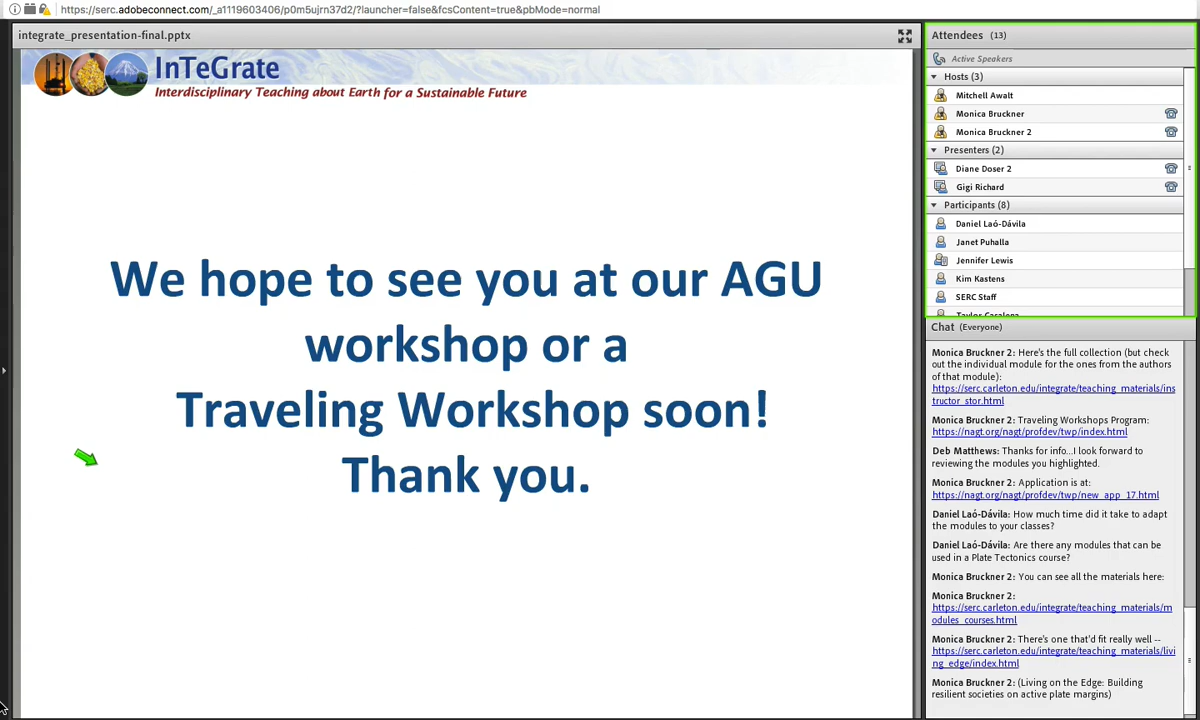 https://serc.adobeconnect.com/_a1119603406/p0m5ujrn37d2/?launcher=false&fcsContent=true&pbMode=normal
integrate_presentation-final.pptx
InTeGrate
Interdisciplinary Teaching about Earth for a Sustainable Future
We hope to see you at our AGU
workshop or a
Traveling Workshop soon!
Thank you.
Attendees (13)
Active Speakers
Hosts (3)
Mitchell Awalt
Monica Bruckner
Monica Bruckner 2
Presenters (2)
Diane Doser 2
Gigi Richard
Participants (8)
Daniel Laó-Dávila
Janet Puhalla
Jennifer Lewis
Kim Kastens
SERC Staff
Chat (Everyone)
Monica Bruckner 2: Here's the full collection (but check
out the individual module for the ones from the authors
of that module):
https://serc.carleton.edu/integrate/teaching_materials/ins
tructor_stor.html
Monica Bruckner 2: Traveling Workshops Program:
https://nagt.org/nagt/profdev/twp/index.html
Deb Matthews: Thanks for info...I look forward to
reviewing the modules you highlighted.
Monica Bruckner 2: Application is at:
https://nagt.org/nagt/profdev/twp/new_app_17.html
Daniel Laó-Dávila: How much time did it take to adapt
the modules to your classes?
Daniel Laó-Dávila: Are there any modules that can be
used in a Plate Tectonics course?
Monica Bruckner 2: You can see all the materials here:
Monica Bruckner 2:
https://serc.carleton.edu/integrate/teaching_materials/m
odules_courses.html
Monica Bruckner 2: There's one that'd fit really well --
https://serc.carleton.edu/integrate/teaching_materials/livi
ng_edge/index.html
Monica Bruckner 2: (Living on the Edge: Building
resilient societies on active plate margins)